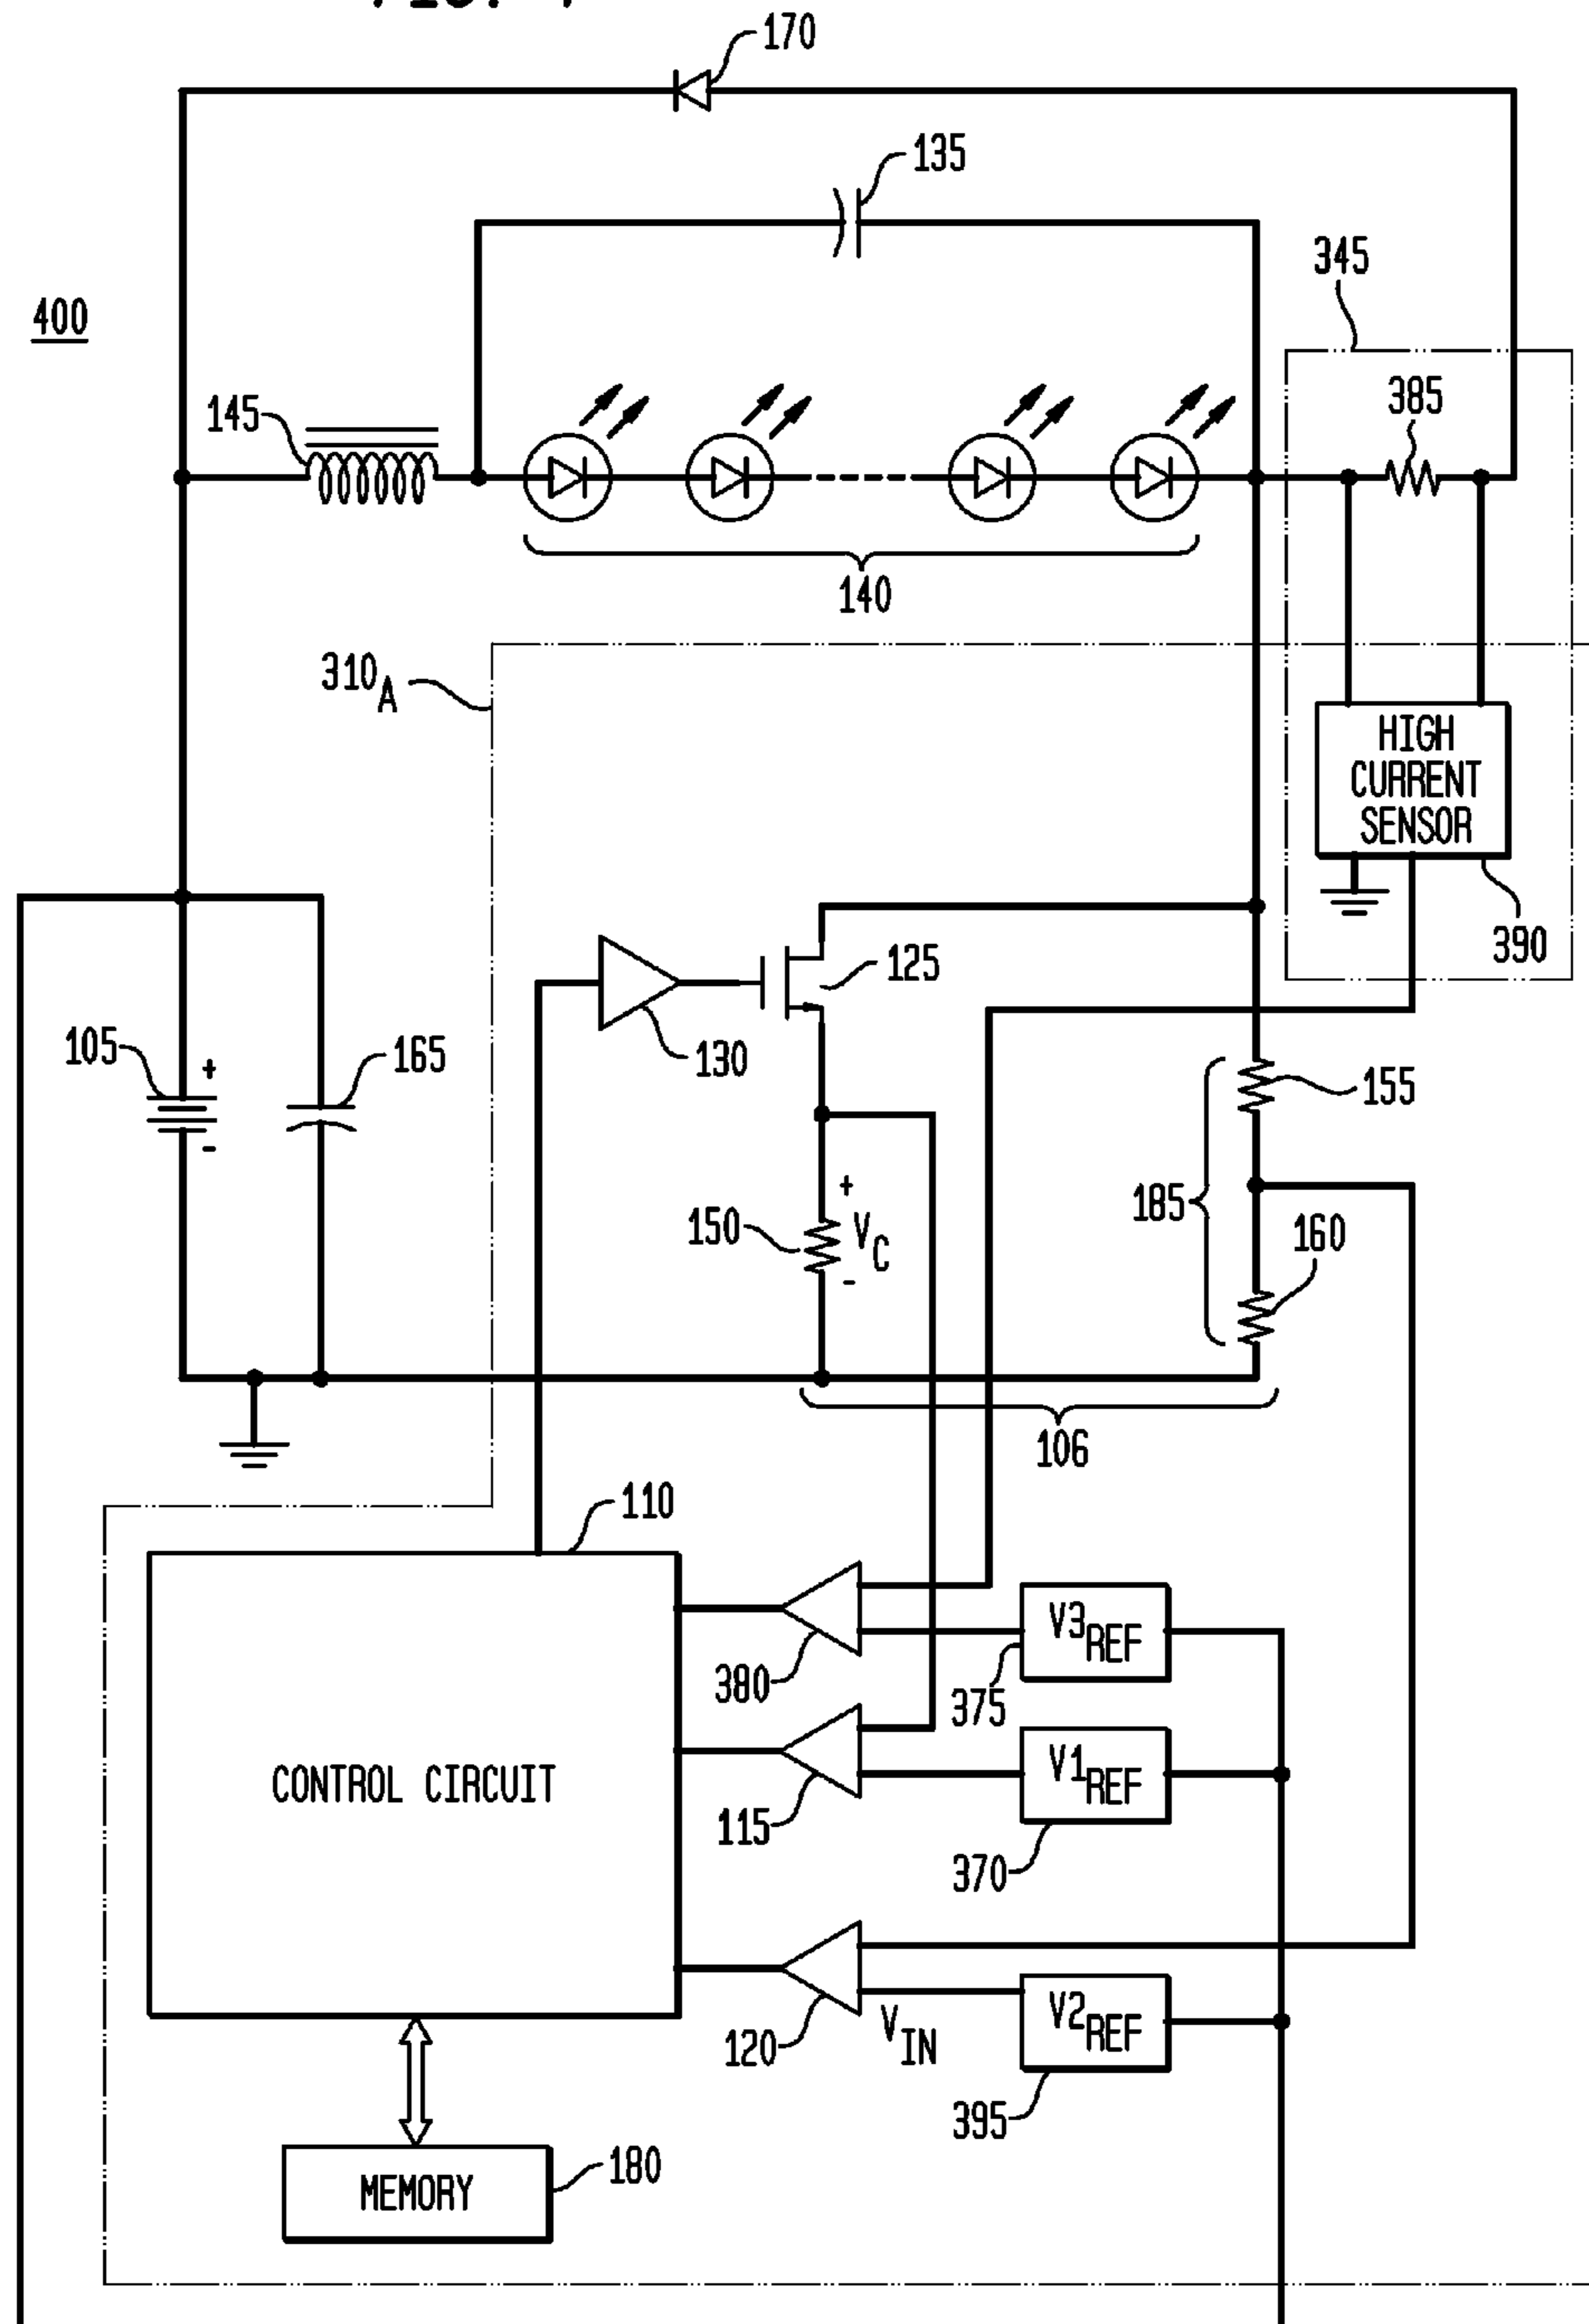 170
135
345
400
385
145
140
310A
HIGH
CURRENT
SENSOR
390
125
105
+
-
165
130
155
+
VC
-
150
185
160
106
110
V3REF
380
375
CONTROL CIRCUIT
V1REF
115
370
120
VIN
V2REF
395
MEMORY
180